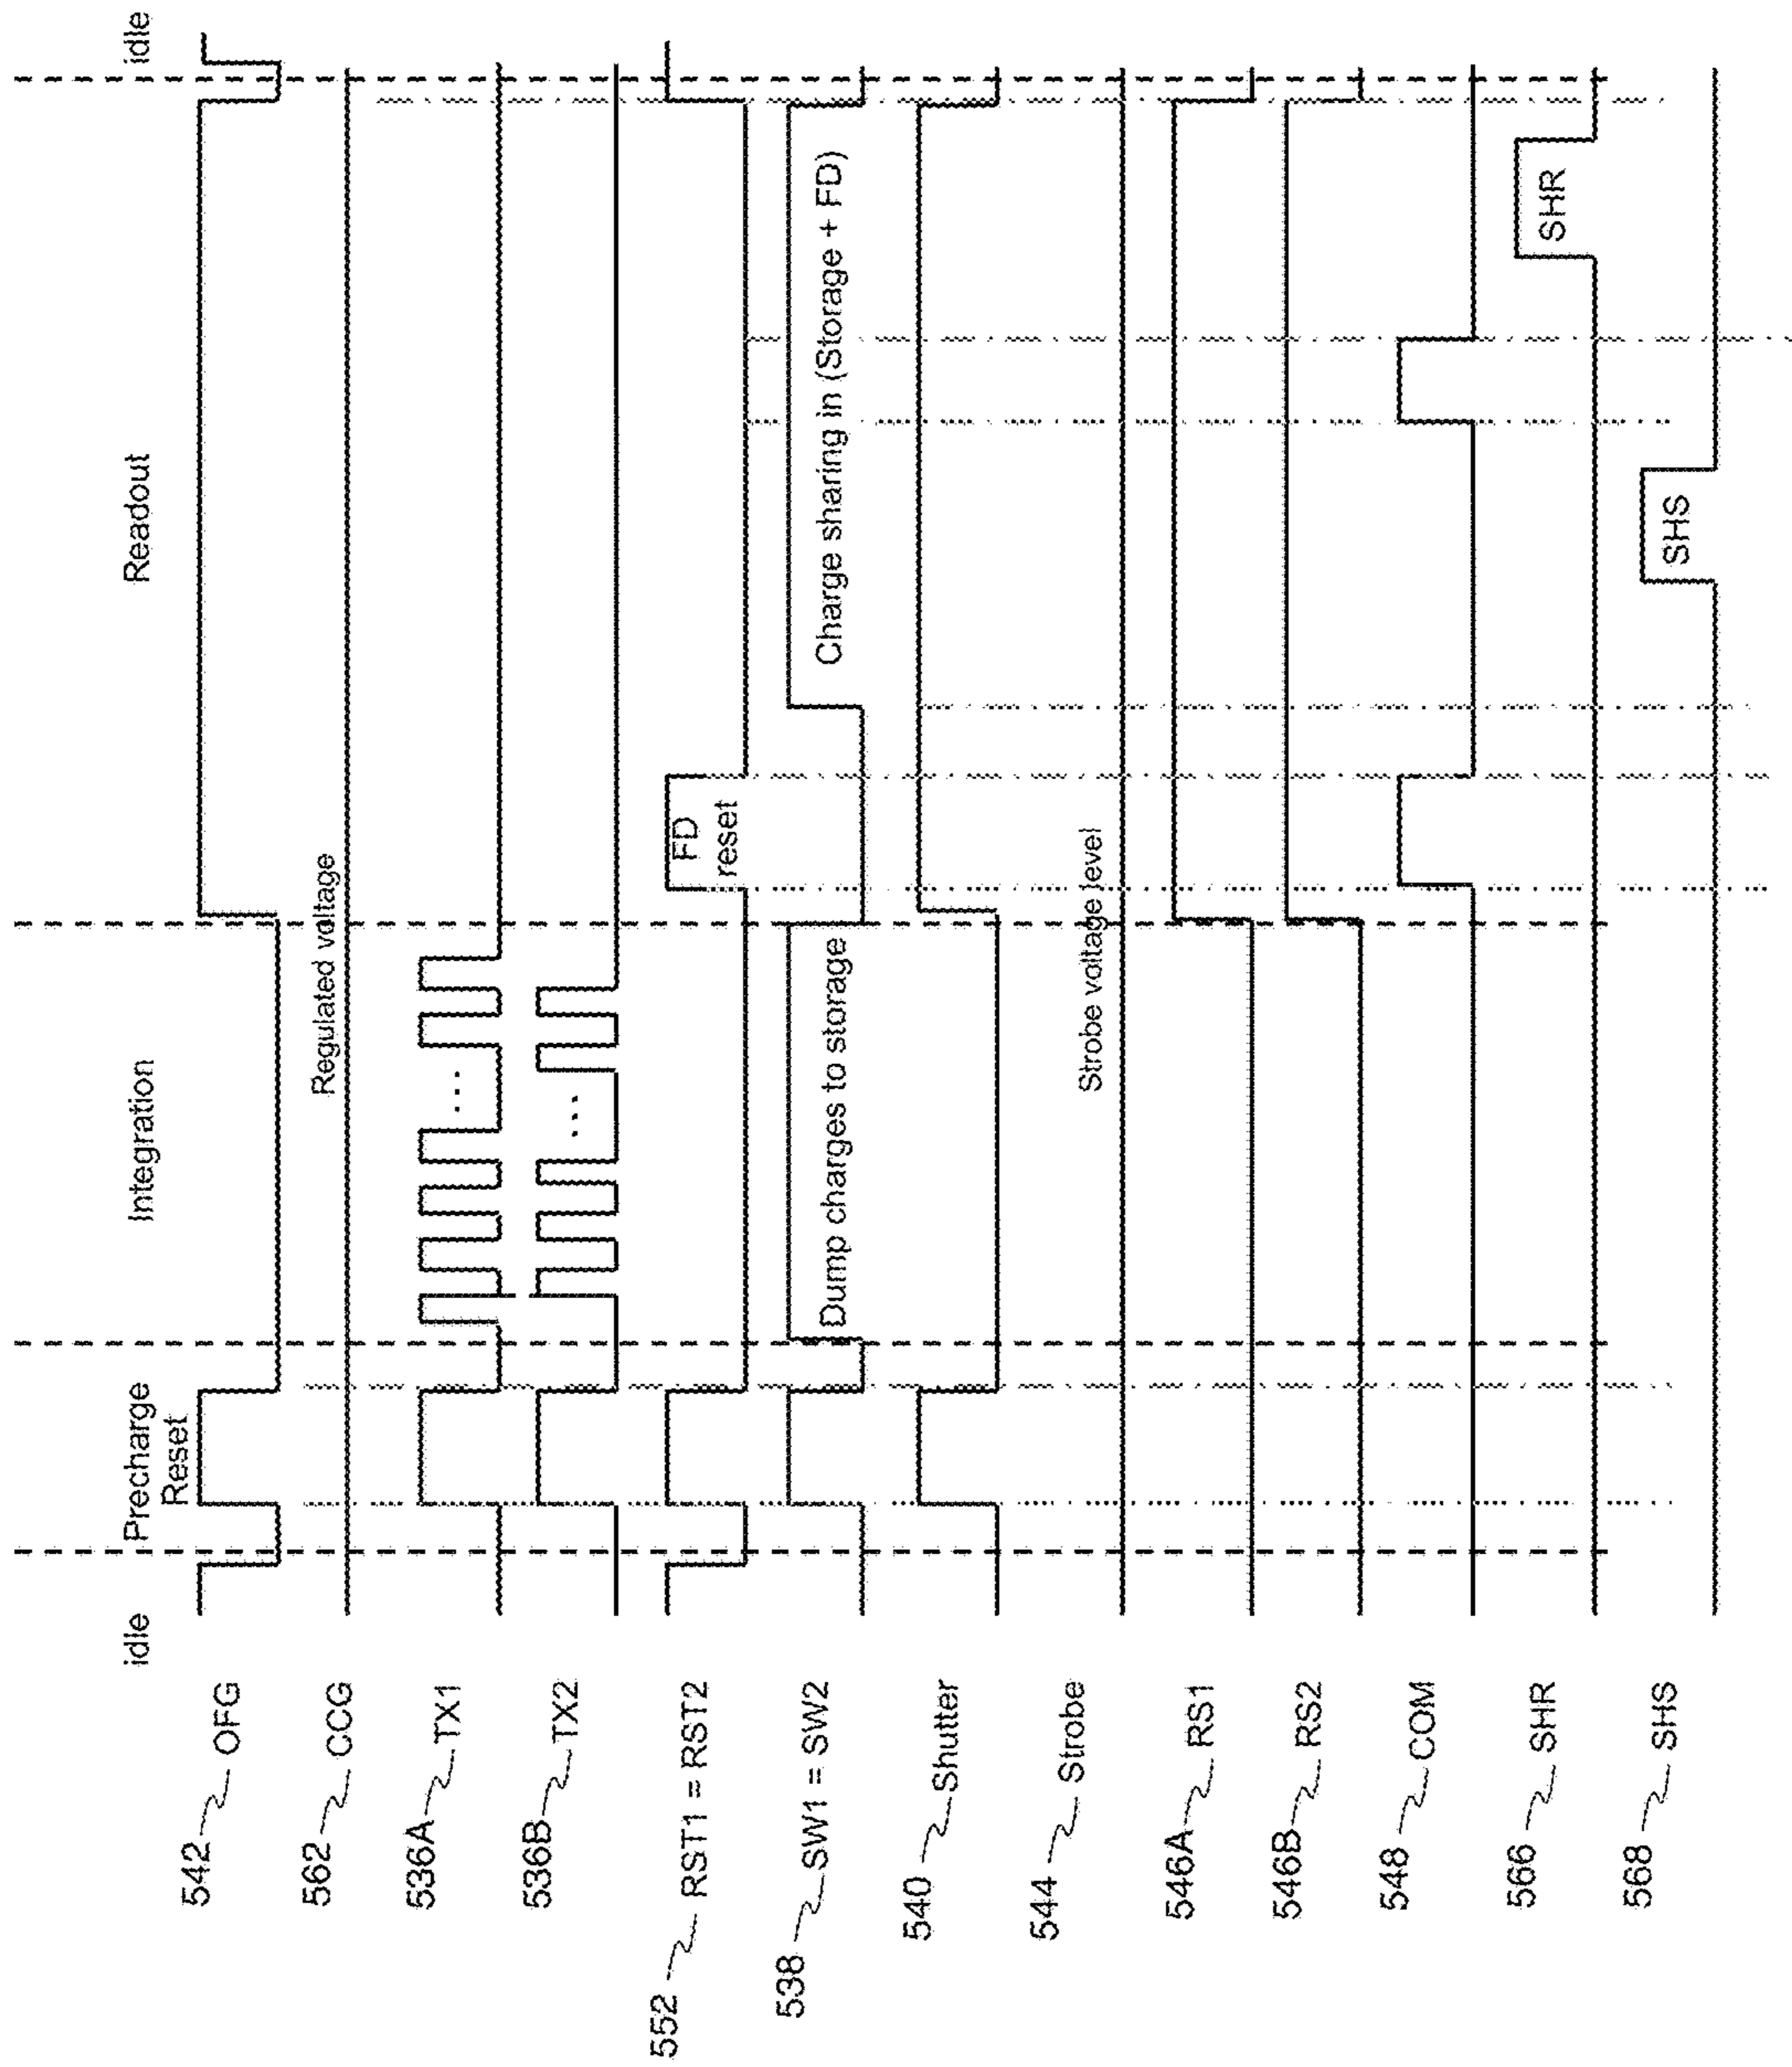 idle
Precharge
Reset
Integration
Readout
idle
542 OFG
562 CCG
Regulated voltage
536A TX1
...
536B TX2
...
552 RST1 = RST2
FD
reset
538 SW1 = SW2
Dump charges to storage
Charge sharing in (Storage + FD)
540 Shutter
544 Strobe
Strobe voltage level
546A RS1
546B RS2
548 COM
566 SHR
SHR
568 SHS
SHS